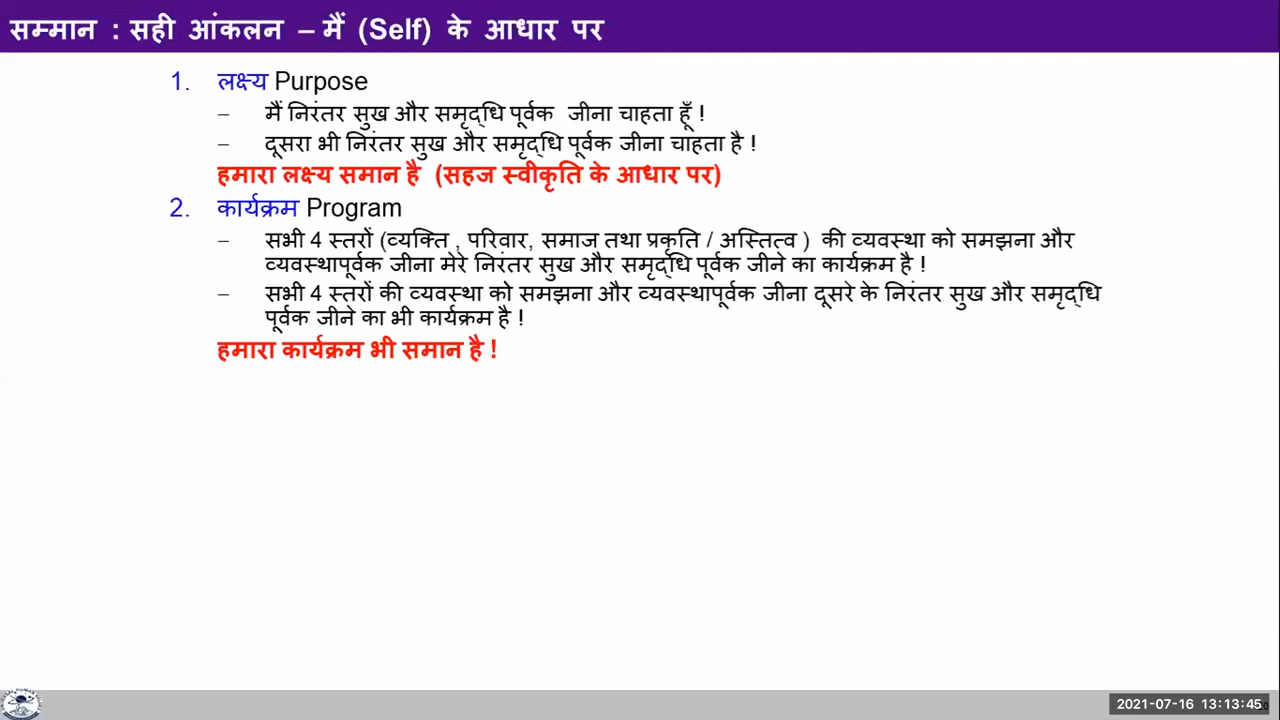 सम्मान : सही आंकलन – मैं (Self) के आधार पर
1. लक्ष्य Purpose
– मैं निरंतर सुख और समृद्धि पूर्वक जीना चाहता हूँ !
– दूसरा भी निरंतर सुख और समृद्धि पूर्वक जीना चाहता है !
हमारा लक्ष्य समान है (सहज स्वीकृति के आधार पर)
2. कार्यक्रम Program
– सभी 4 स्तरों (व्यक्ति , परिवार, समाज तथा प्रकृति / अस्तित्व ) की व्यवस्था को समझना और
व्यवस्थापूर्वक जीना मेरे निरंतर सुख और समृद्धि पूर्वक जीने का कार्यक्रम है !
– सभी 4 स्तरों की व्यवस्था को समझना और व्यवस्थापूर्वक जीना दूसरे के निरंतर सुख और समृद्धि
पूर्वक जीने का भी कार्यक्रम है !
हमारा कार्यक्रम भी समान है !
2021-07-16 13:13:45